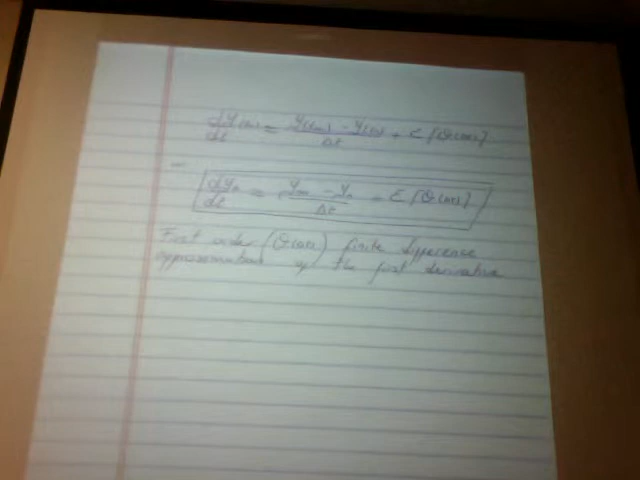 dy(tn)/dt = y(tn+1) - y(tn)/Δt + E [O(Δt)]
or
dyn/dt = yn+1 - yn/Δt + E [O(Δt)]
First order (O(Δt)) finite difference
approximation of the first derivative